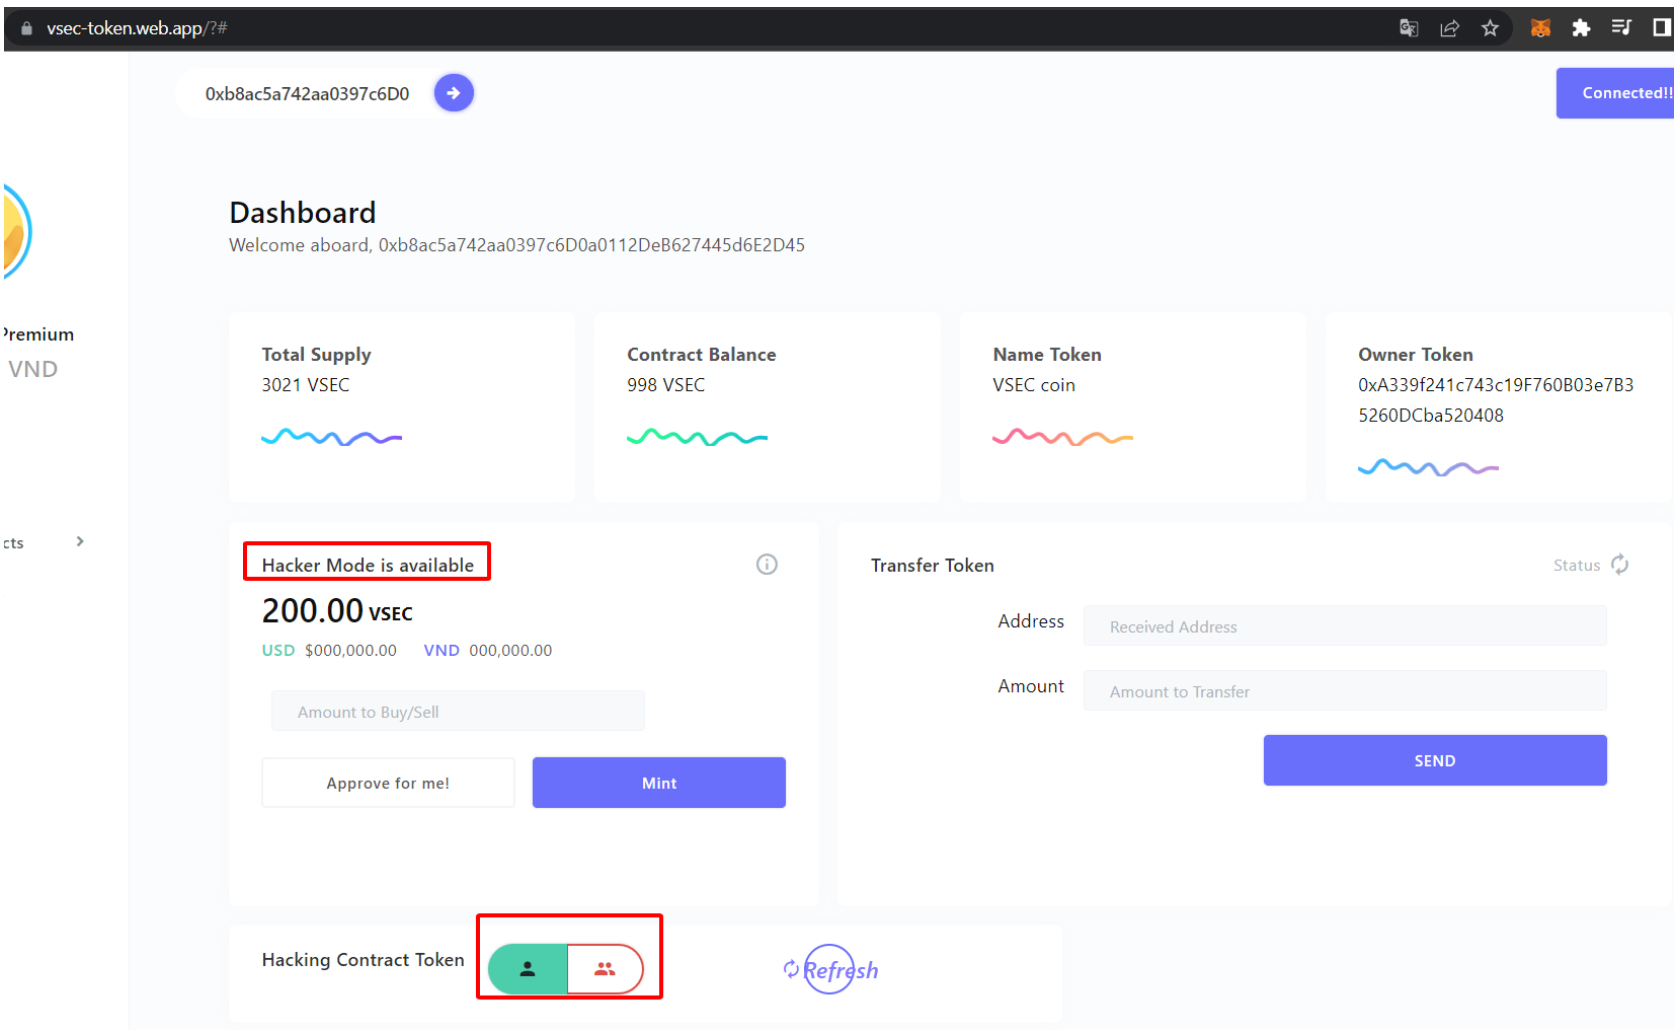 vsec-token.web.app/?#
0xb8ac5a742aa0397c6D0
Connected!!
Dashboard
Welcome aboard, 0xb8ac5a742aa0397c6D0a0112DeB627445d6E2D45
Premium
VND
cts
Total Supply
3021 VSEC
Contract Balance
998 VSEC
Name Token
VSEC coin
Owner Token
0xA339f241c743c19F760B03e7B3
5260DCba520408
Hacker Mode is available
200.00 VSEC
USD $000,000.00 VND 000,000.00
Amount to Buy/Sell
Approve for me!
Mint
Transfer Token
Status
Address
Received Address
Amount
Amount to Transfer
SEND
Hacking Contract Token
Refresh